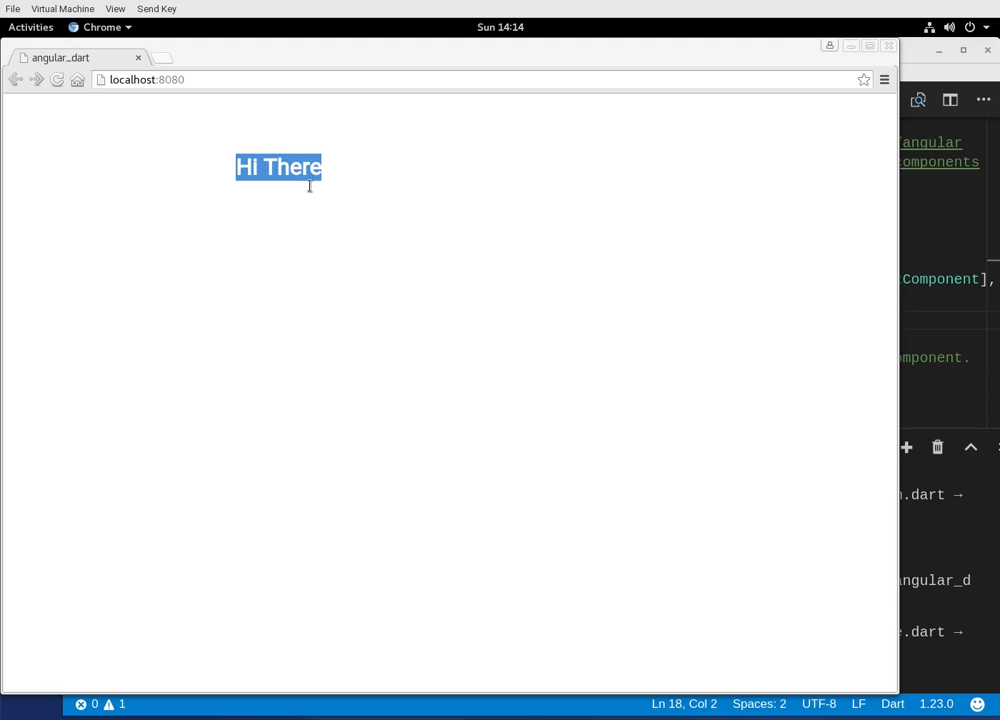 File Virtual Machine View Send Key
Activities Chrome Sun 14:14
angular_dart
localhost:8080
Hi There
angular
components
Component],
omponent.
n.dart →
angular_d
e.dart →
0 1 Ln 18, Col 2 Spaces: 2 UTF-8 LF Dart 1.23.0